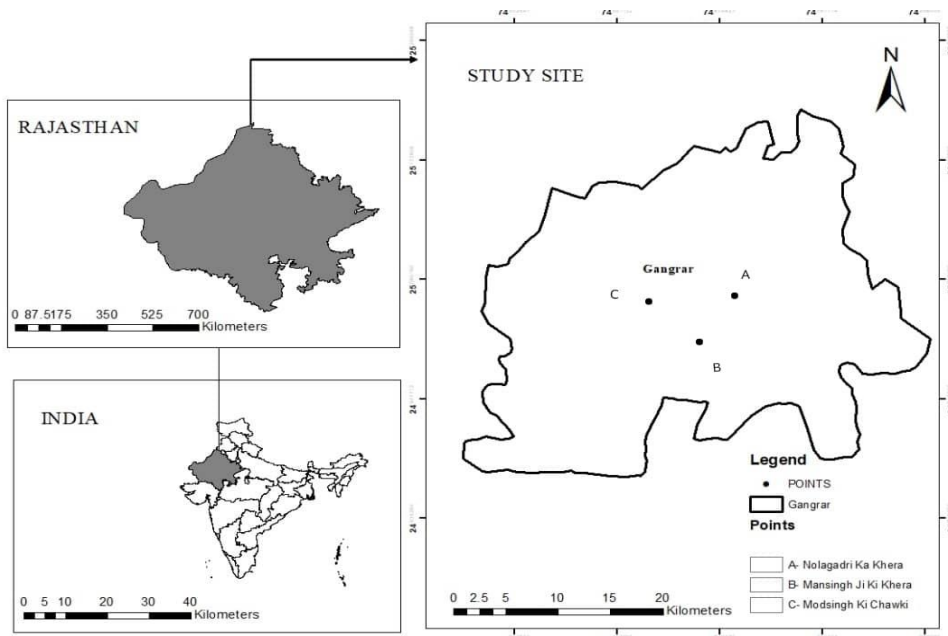 RAJASTHAN
0 87.5175 350 525 700
Kilometers
INDIA
0 5 10 20 30 40
Kilometers
STUDY SITE
N
Gangrar
A
C
B
Legend
POINTS
Gangrar
Points
A- Nolagadri Ka Khera
B- Mansingh Ji Ki Khera
C- Modsingh Ki Chawki
0 2.5 5 10 15 20
Kilometers